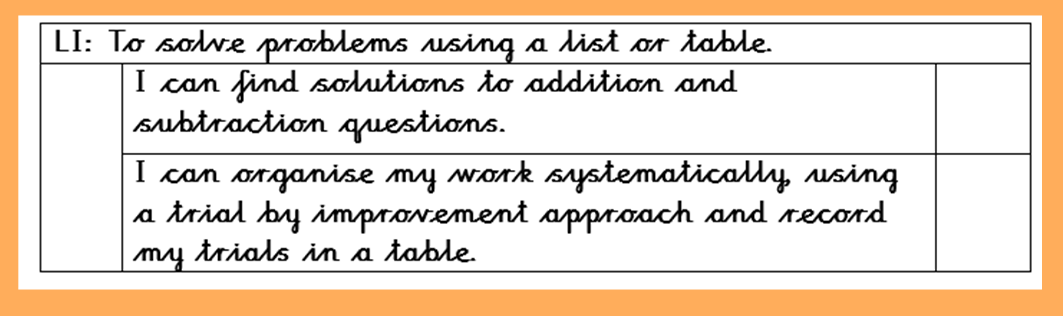 LI: To solve problems using a list or table.
I can find solutions to addition and
subtraction questions.
I can organise my work systematically, using
a trial by improvement approach and record
my trials in a table.